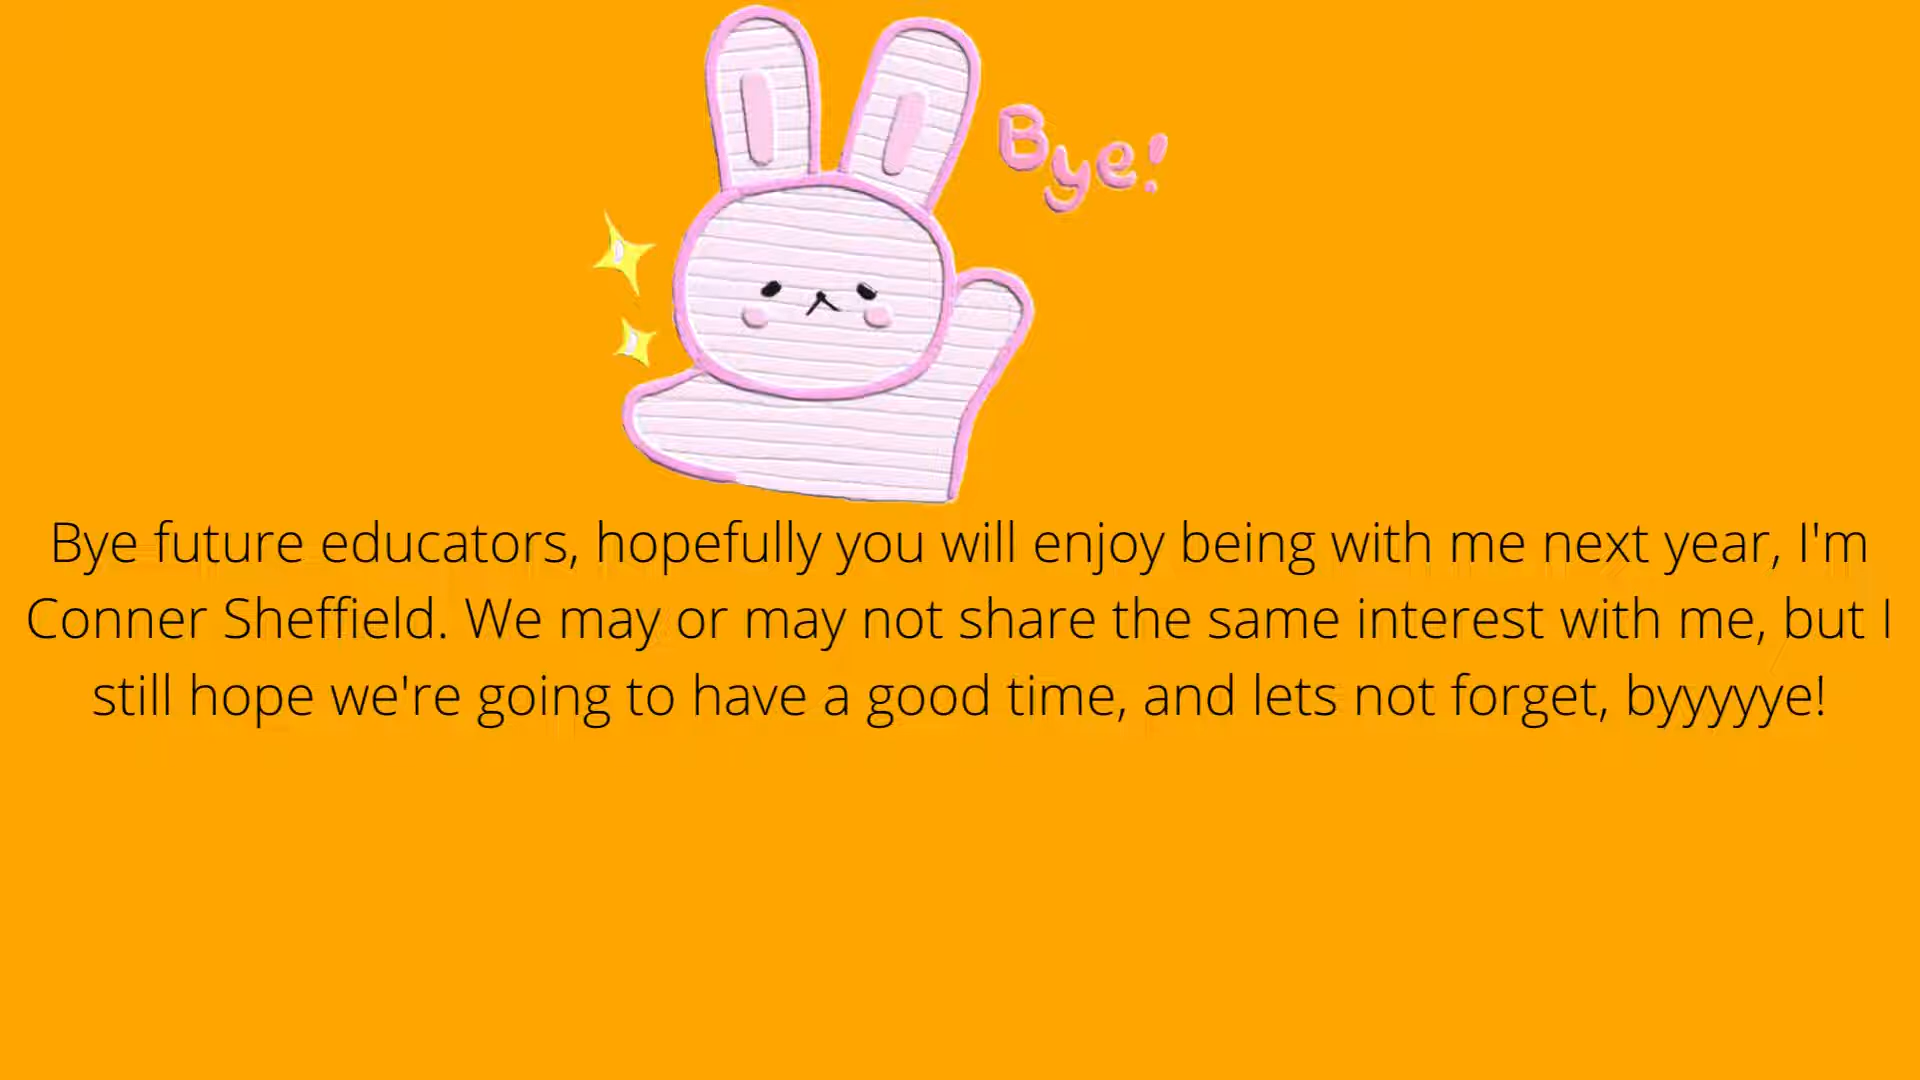 Bye!
Bye future educators, hopefully you will enjoy being with me next year, I'm
Conner Sheffield. We may or may not share the same interest with me, but I
still hope we're going to have a good time, and lets not forget, byyyyye!